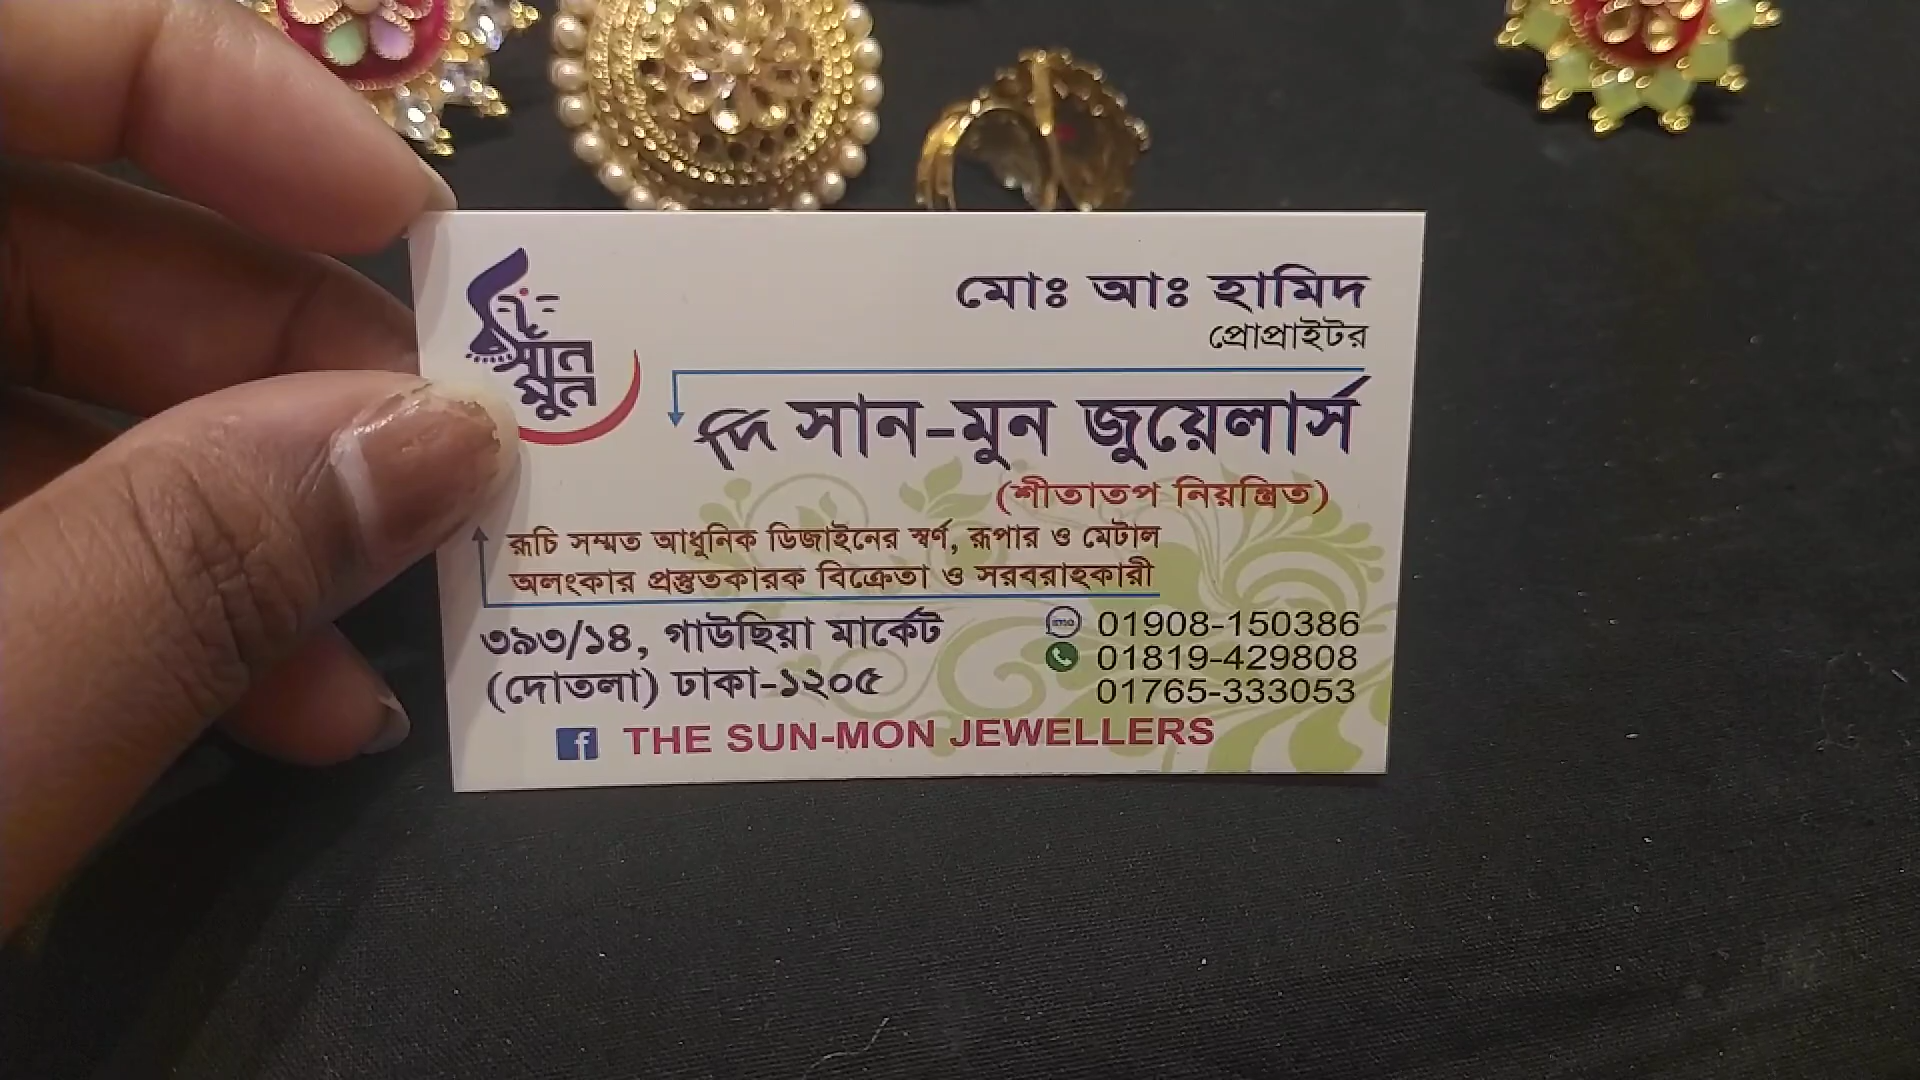 সান
মুন
মোঃ আঃ হামিদ
প্রোপ্রাইটর
দি সান-মুন জুয়েলার্স
(শীতাতপ নিয়ন্ত্রিত)
রূচি সম্মত আধুনিক ডিজাইনের স্বর্ণ, রূপার ও মেটাল
অলংকার প্রস্তুতকারক বিক্রেতা ও সরবরাহকারী
৩৯৩/১৪, গাউছিয়া মার্কেট
(দোতলা) ঢাকা-১২০৫
imo 01908-150386
01819-429808
01765-333053
f THE SUN-MON JEWELLERS